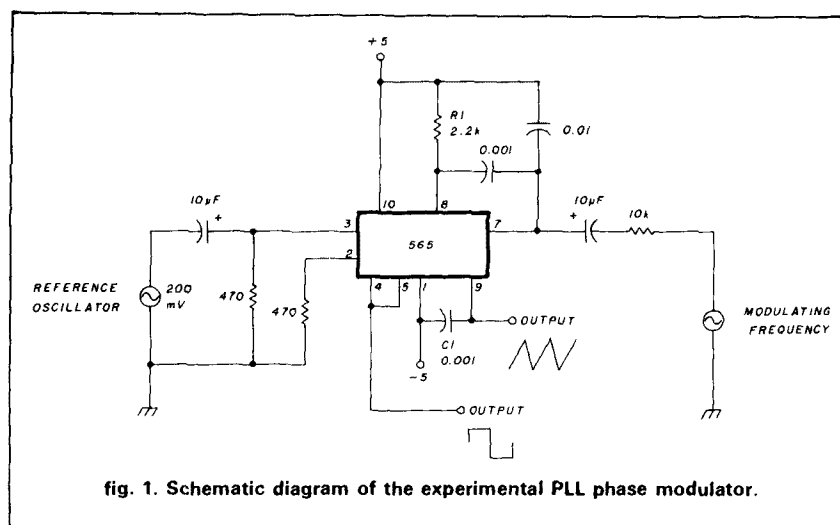 +5
R1
2.2k
0.01
0.001
10µF
+
10
8
10µF
+
10k
3
7
565
2
REFERENCE
OSCILLATOR
200
mV
470
470
4
5
1
9
MODULATING
FREQUENCY
C1
0.001
OUTPUT
-5
OUTPUT
fig. 1. Schematic diagram of the experimental PLL phase modulator.